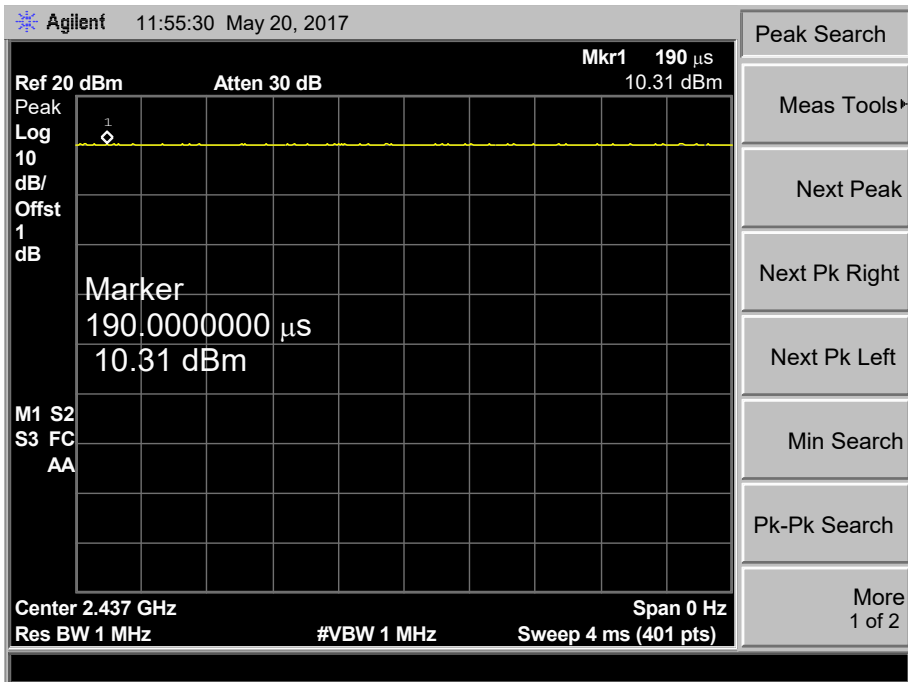 Agilent 11:55:30 May 20, 2017
Mkr1 190 μs
Ref 20 dBm Atten 30 dB 10.31 dBm
Peak
Log
10
dB/
Offst
1
dB
1
Marker
190.0000000 μs
10.31 dBm
M1 S2
S3 FC
AA
Center 2.437 GHz Span 0 Hz
Res BW 1 MHz #VBW 1 MHz Sweep 4 ms (401 pts)
Peak Search
Meas Tools
Next Peak
Next Pk Right
Next Pk Left
Min Search
Pk-Pk Search
More
1 of 2